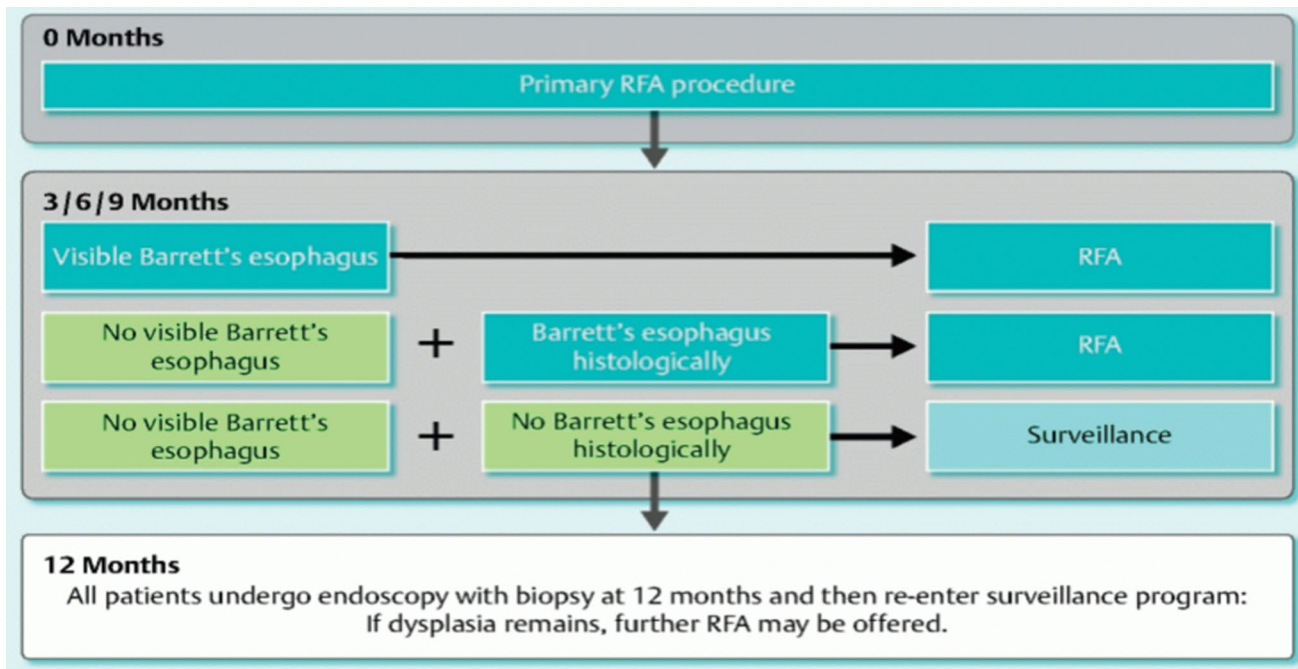 0 Months
Primary RFA procedure
3/6/9 Months
Visible Barrett's esophagus
RFA
No visible Barrett's
esophagus
+
Barrett's esophagus
histologically
RFA
No visible Barrett's
esophagus
+
No Barrett's esophagus
histologically
Surveillance
12 Months
All patients undergo endoscopy with biopsy at 12 months and then re-enter surveillance program:
If dysplasia remains, further RFA may be offered.